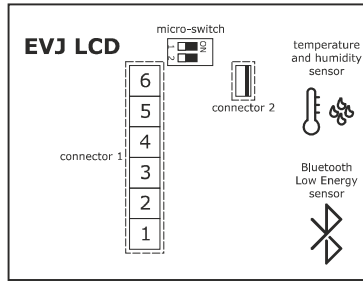 EVJ LCD
micro-switch
1
2
ON
connector 2
temperature
and humidity
sensor
connector 1
6
5
4
3
2
1
Bluetooth
Low Energy
sensor